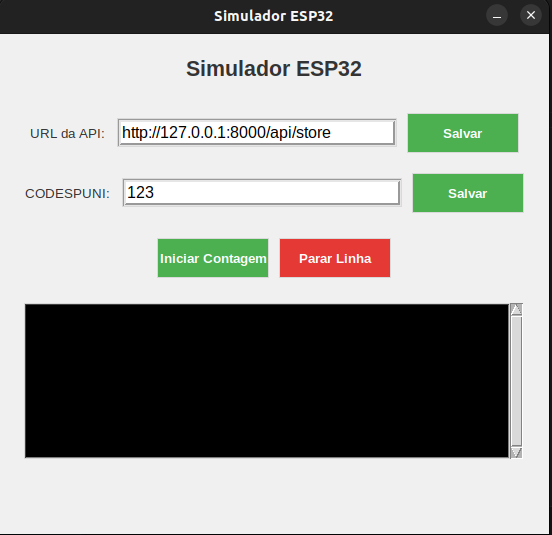 Simulador ESP32
Simulador ESP32
URL da API: http://127.0.0.1:8000/api/store Salvar
CODESPUNI: 123 Salvar
Iniciar Contagem Parar Linha